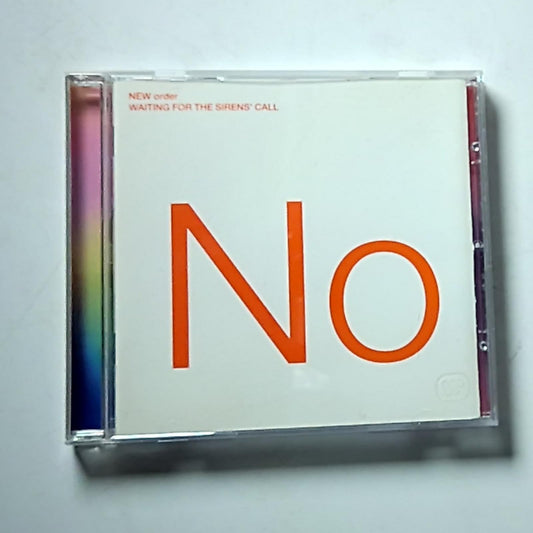 NEW order
WAITING FOR THE SIRENS' CALL
No